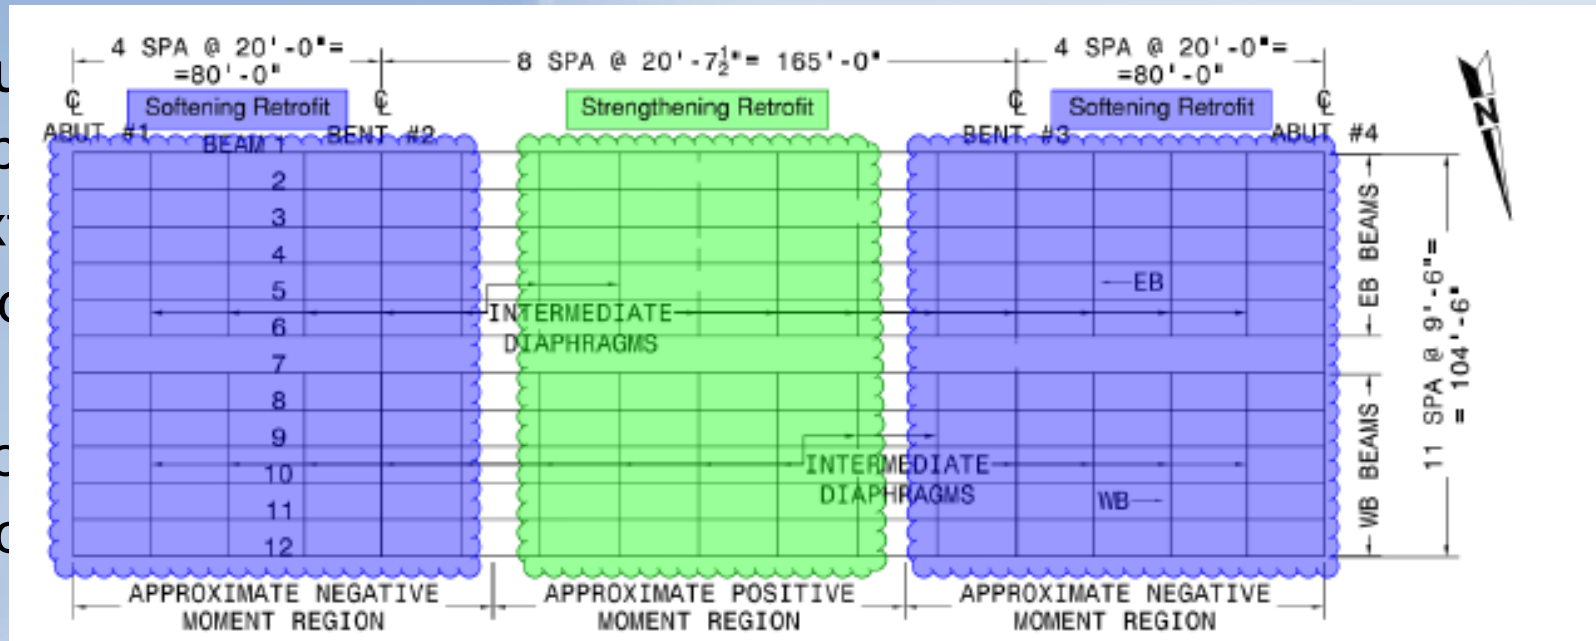 4 SPA @ 20'-0"=
=80'-0"
8 SPA @ 20'-7½"= 165'-0"
4 SPA @ 20'-0"=
=80'-0"
℄
Softening Retrofit
℄
Strengthening Retrofit
℄
Softening Retrofit
℄
ABUT #1
BENT #2
BENT #3
ABUT #4
BEAM 1
2
3
4
5
6
7
8
9
10
11
12
INTERMEDIATE
DIAPHRAGMS
INTERMEDIATE
DIAPHRAGMS
EB
WB
EB BEAMS
WB BEAMS
11 SPA @ 9'-6"=
= 104'-6"
N
APPROXIMATE NEGATIVE
MOMENT REGION
APPROXIMATE POSITIVE
MOMENT REGION
APPROXIMATE NEGATIVE
MOMENT REGION